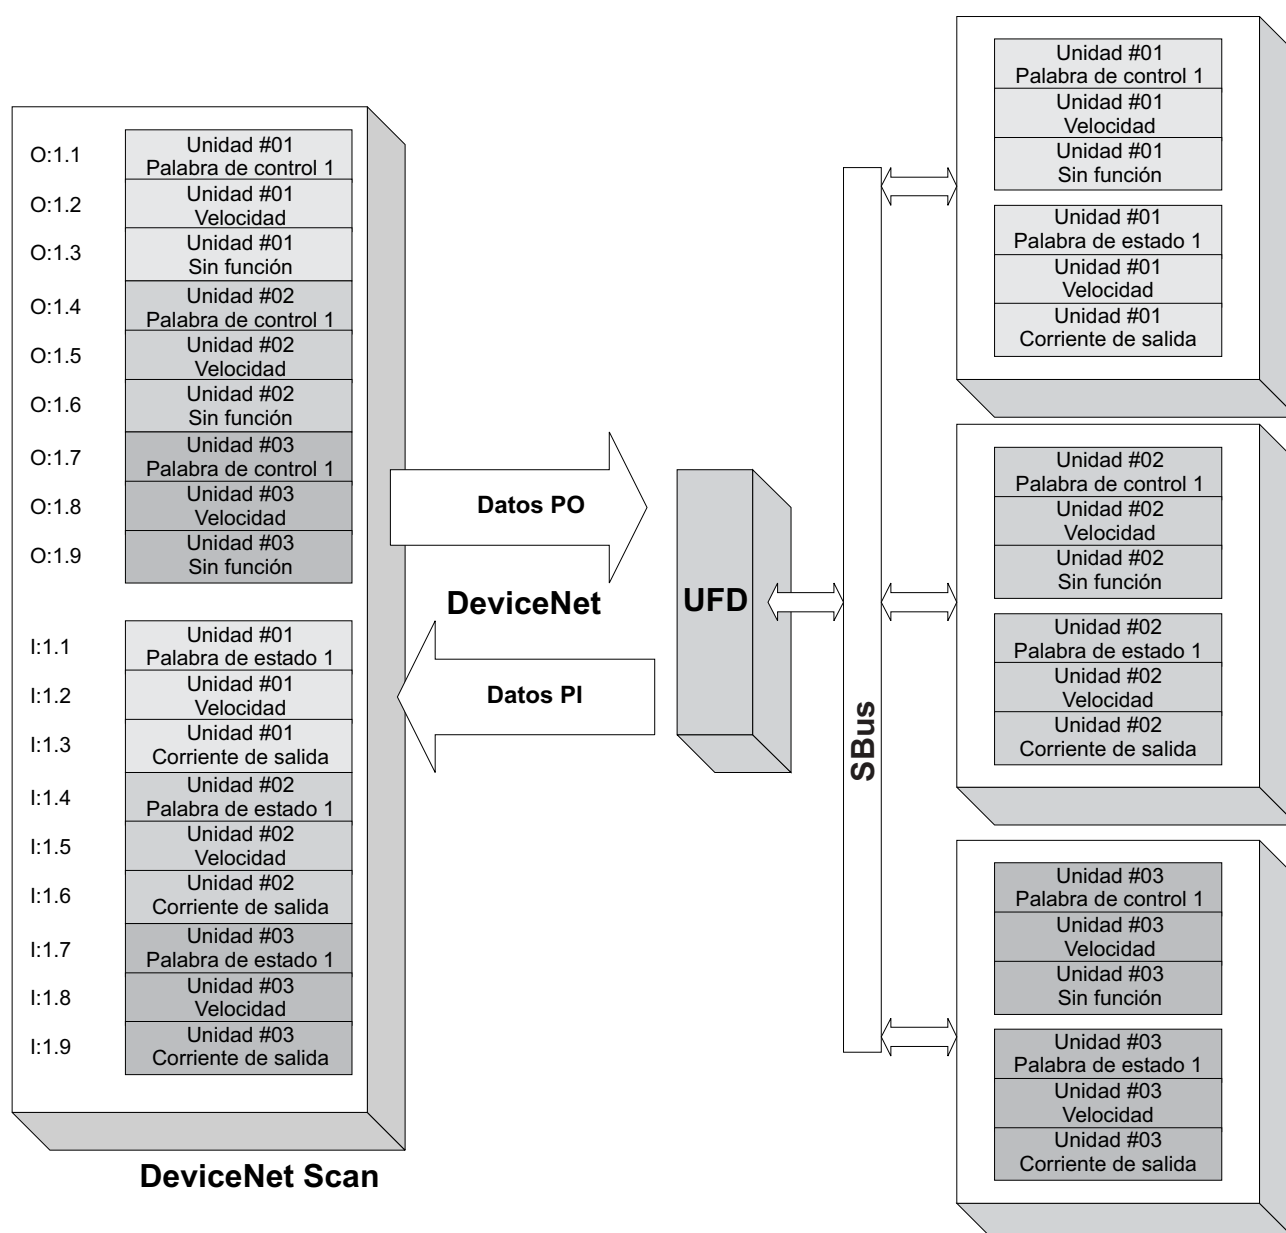 O:1.1
Unidad #01
Palabra de control 1
O:1.2
Unidad #01
Velocidad
O:1.3
Unidad #01
Sin función
O:1.4
Unidad #02
Palabra de control 1
O:1.5
Unidad #02
Velocidad
O:1.6
Unidad #02
Sin función
O:1.7
Unidad #03
Palabra de control 1
O:1.8
Unidad #03
Velocidad
O:1.9
Unidad #03
Sin función
I:1.1
Unidad #01
Palabra de estado 1
I:1.2
Unidad #01
Velocidad
I:1.3
Unidad #01
Corriente de salida
I:1.4
Unidad #02
Palabra de estado 1
I:1.5
Unidad #02
Velocidad
I:1.6
Unidad #02
Corriente de salida
I:1.7
Unidad #03
Palabra de estado 1
I:1.8
Unidad #03
Velocidad
I:1.9
Unidad #03
Corriente de salida
DeviceNet Scan
Datos PO
DeviceNet
Datos PI
UFD
SBus
Unidad #01
Palabra de control 1
Unidad #01
Velocidad
Unidad #01
Sin función
Unidad #01
Palabra de estado 1
Unidad #01
Velocidad
Unidad #01
Corriente de salida
Unidad #02
Palabra de control 1
Unidad #02
Velocidad
Unidad #02
Sin función
Unidad #02
Palabra de estado 1
Unidad #02
Velocidad
Unidad #02
Corriente de salida
Unidad #03
Palabra de control 1
Unidad #03
Velocidad
Unidad #03
Sin función
Unidad #03
Palabra de estado 1
Unidad #03
Velocidad
Unidad #03
Corriente de salida